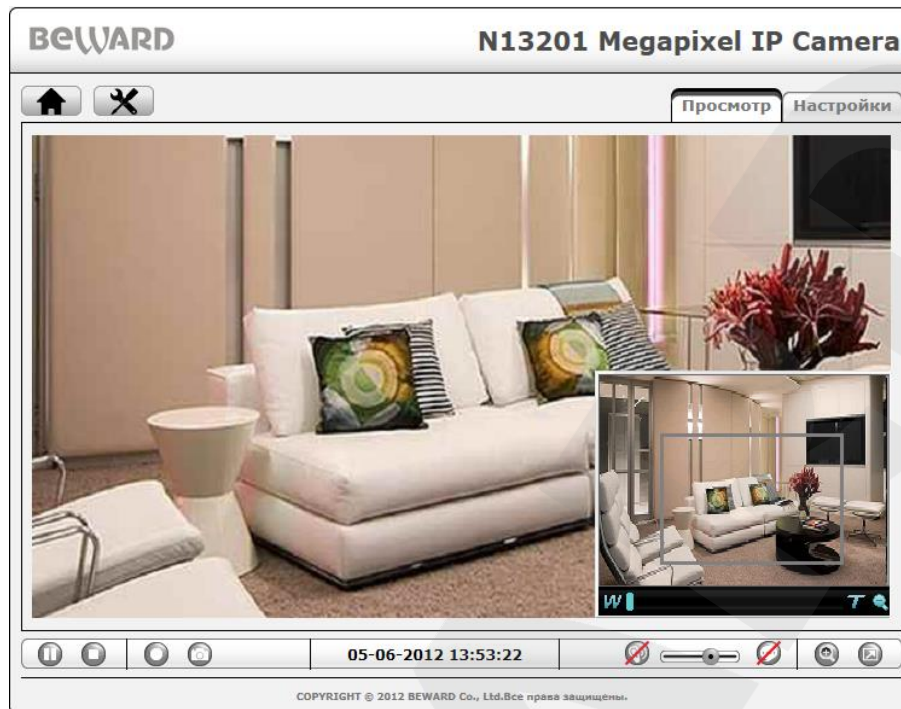 BEWARD
N13201 Megapixel IP Camera
Просмотр Настройки
W T
05-06-2012 13:53:22
COPYRIGHT © 2012 BEWARD Co., Ltd.Все права защищены.